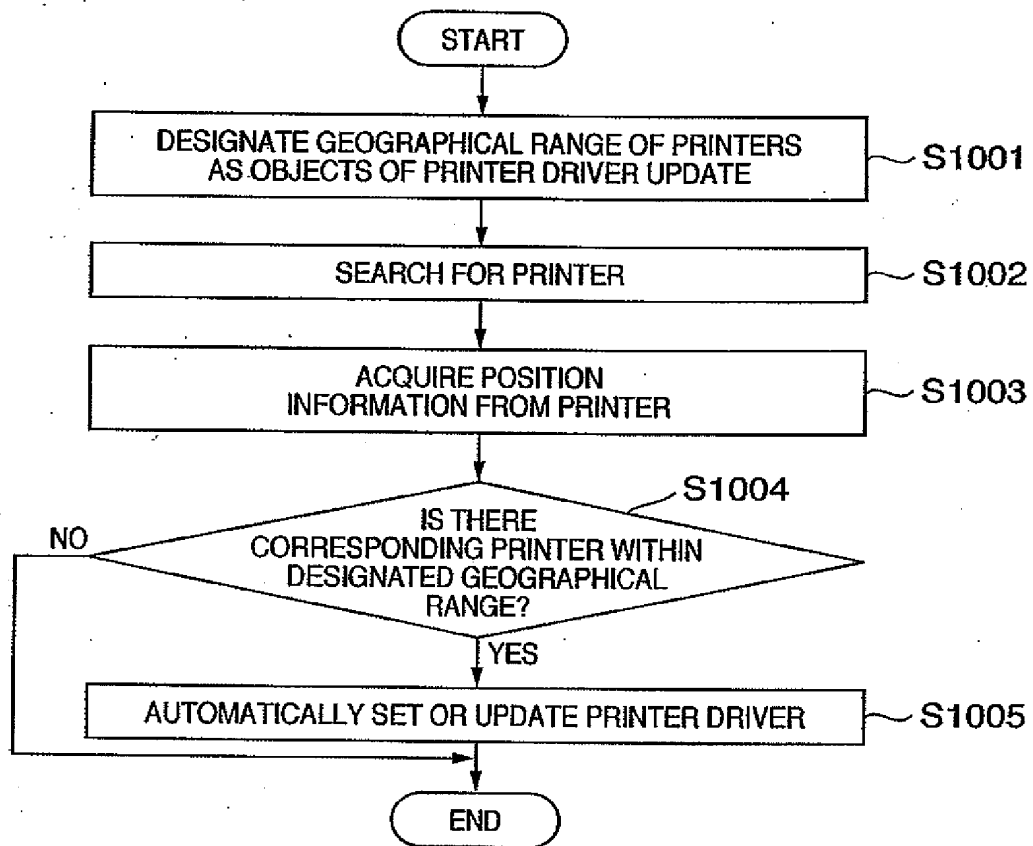 START
DESIGNATE GEOGRAPHICAL RANGE OF PRINTERS
AS OBJECTS OF PRINTER DRIVER UPDATE
S1001
SEARCH FOR PRINTER
S1002
ACQUIRE POSITION
INFORMATION FROM PRINTER
S1003
S1004
IS THERE
CORRESPONDING PRINTER WITHIN
DESIGNATED GEOGRAPHICAL
RANGE?
NO
YES
AUTOMATICALLY SET OR UPDATE PRINTER DRIVER
S1005
END